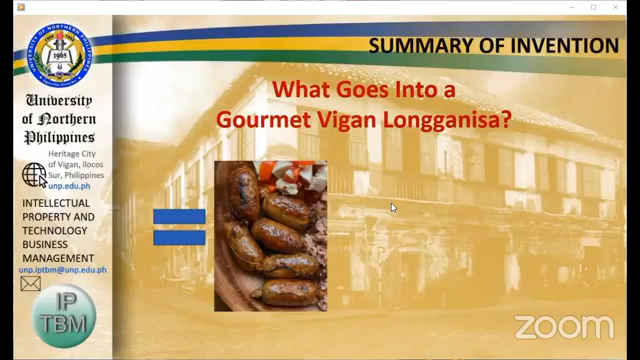 SUMMARY OF INVENTION
What Goes Into a
Gourmet Vigan Longganisa?
1965
University
of Northern
Philippines
Heritage City
of Vigan, Ilocos
Sur, Philippines
unp.edu.ph
INTELLECTUAL
PROPERTY AND
TECHNOLOGY
BUSINESS
MANAGEMENT
unp.iptbm@unp.edu.ph
IP
TBM
zoom